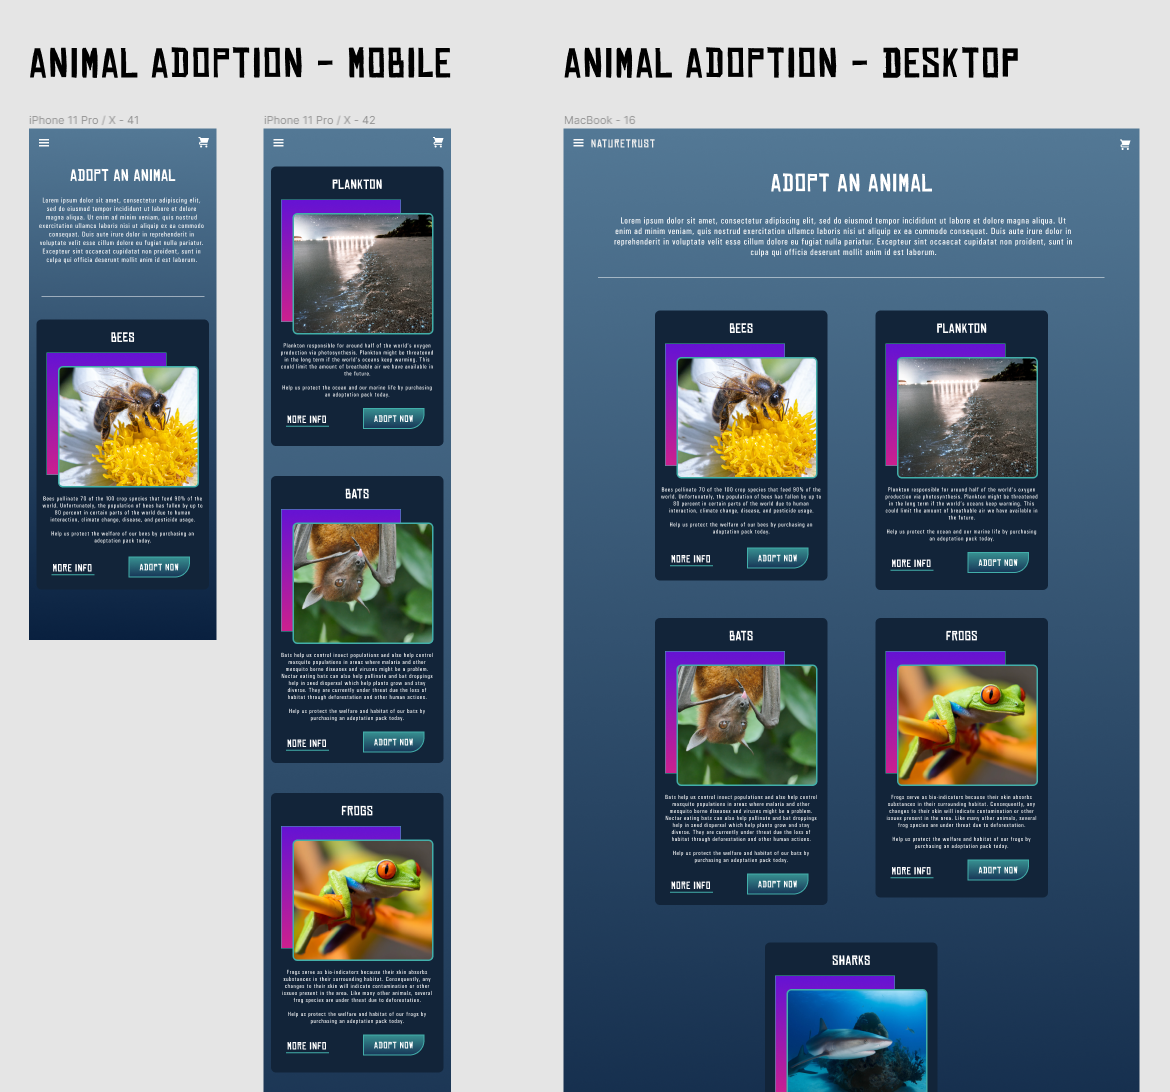 ANIMAL ADOPTION - MOBILE
iPhone 11 Pro / X - 41
ADOPT AN ANIMAL
Lorem ipsum dolor sit amet, consectetur adipiscing elit,
sed do eiusmod tempor incididunt ut labore et dolore
magna aliqua. Ut enim ad minim veniam, quis nostrud
exercitation ullamco laboris nisi ut aliquip ex ea commodo
consequat. Duis aute irure dolor in reprehenderit in
voluptate velit esse cillum dolore eu fugiat nulla pariatur.
Excepteur sint occaecat cupidatat non proident, sunt in
culpa qui officia deserunt mollit anim id est laborum.
BEES
Bees pollinate 70 of the 100 crop species that feed 90% of the
world. Unfortunately, the population of bees has fallen by up to
80 percent in certain parts of the world due to human
interaction, climate change, disease, and pesticide usage.
Help us protect the welfare of our bees by purchasing an
adoptation pack today.
MORE INFO
ADOPT NOW
iPhone 11 Pro / X - 42
PLANKTON
Plankton responsible for around half of the world's oxygen
production via photosynthesis. Plankton might be threatened
in the long term if the world's oceans keep warming. This
could limit the amount of breathable air we have available in
the future.
Help us protect the ocean and our marine life by purchasing
an adoptation pack today.
MORE INFO
ADOPT NOW
BATS
Bats help us control insect populations and also help control
mosquito populations in areas where malaria and other
mosquito borne diseases and viruses might be a problem.
Nectar eating bats can also help pollinate and bat droppings
help in seed dispersal which help plants grow and stay
diverse. They are currently under threat due the loss of
habitat through deforestation and other human actions.
Help us protect the welfare and habitat of our bats by
purchasing an adoptation pack today.
MORE INFO
ADOPT NOW
FROGS
Frogs serve as bio-indicators because their skin absorbs
substances in their surrounding habitat. Consequently, any
changes to their skin will indicate contamination or other
issues present in the area. Like many other animals, several
frog species are under threat due to deforestation.
Help us protect the welfare and habitat of our frogs by
purchasing an adoptation pack today.
MORE INFO
ADOPT NOW
ANIMAL ADOPTION - DESKTOP
MacBook - 16
NATURETRUST
ADOPT AN ANIMAL
Lorem ipsum dolor sit amet, consectetur adipiscing elit, sed do eiusmod tempor incididunt ut labore et dolore magna aliqua. Ut
enim ad minim veniam, quis nostrud exercitation ullamco laboris nisi ut aliquip ex ea commodo consequat. Duis aute irure dolor in
reprehenderit in voluptate velit esse cillum dolore eu fugiat nulla pariatur. Excepteur sint occaecat cupidatat non proident, sunt in
culpa qui officia deserunt mollit anim id est laborum.
BEES
Bees pollinate 70 of the 100 crop species that feed 90% of the
world. Unfortunately, the population of bees has fallen by up to
80 percent in certain parts of the world due to human
interaction, climate change, disease, and pesticide usage.
Help us protect the welfare of our bees by purchasing an
adoptation pack today.
MORE INFO
ADOPT NOW
PLANKTON
Plankton responsible for around half of the world's oxygen
production via photosynthesis. Plankton might be threatened
in the long term if the world's oceans keep warming. This
could limit the amount of breathable air we have available in
the future.
Help us protect the ocean and our marine life by purchasing
an adoptation pack today.
MORE INFO
ADOPT NOW
BATS
Bats help us control insect populations and also help control
mosquito populations in areas where malaria and other
mosquito borne diseases and viruses might be a problem.
Nectar eating bats can also help pollinate and bat droppings
help in seed dispersal which help plants grow and stay
diverse. They are currently under threat due the loss of
habitat through deforestation and other human actions.
Help us protect the welfare and habitat of our bats by
purchasing an adoptation pack today.
MORE INFO
ADOPT NOW
FROGS
Frogs serve as bio-indicators because their skin absorbs
substances in their surrounding habitat. Consequently, any
changes to their skin will indicate contamination or other
issues present in the area. Like many other animals, several
frog species are under threat due to deforestation.
Help us protect the welfare and habitat of our frogs by
purchasing an adoptation pack today.
MORE INFO
ADOPT NOW
SHARKS